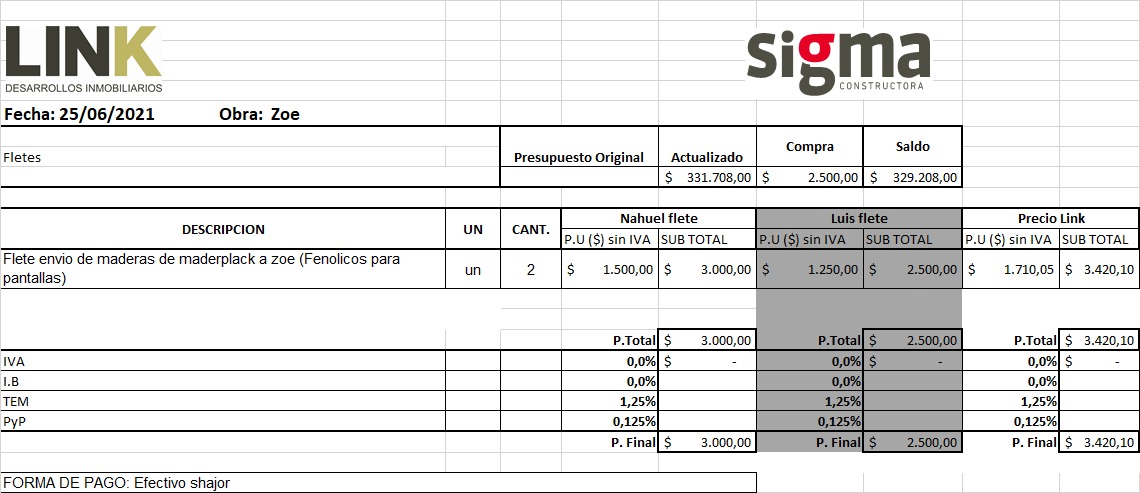 LINK
DESARROLLOS INMOBILIARIOS
sigma
CONSTRUCTORA
Fecha: 25/06/2021 Obra: Zoe
Fletes Presupuesto Original Actualizado Compra Saldo
$ 331.708,00 $ 2.500,00 $ 329.208,00
DESCRIPCION UN CANT. Nahuel flete Luis flete Precio Link
P.U ($) sin IVA SUB TOTAL P.U ($) sin IVA SUB TOTAL P.U ($) sin IVA SUB TOTAL
Flete envio de maderas de maderplack a zoe (Fenolicos para
pantallas) un 2 $ 1.500,00 $ 3.000,00 $ 1.250,00 $ 2.500,00 $ 1.710,05 $ 3.420,10
P.Total $ 3.000,00 P.Total $ 2.500,00 P.Total $ 3.420,10
IVA 0,0% $ - 0,0% $ - 0,0% $ -
I.B 0,0% 0,0% 0,0%
TEM 1,25% 1,25% 1,25%
PyP 0,125% 0,125% 0,125%
P. Final $ 3.000,00 P. Final $ 2.500,00 P. Final $ 3.420,10
FORMA DE PAGO: Efectivo shajor